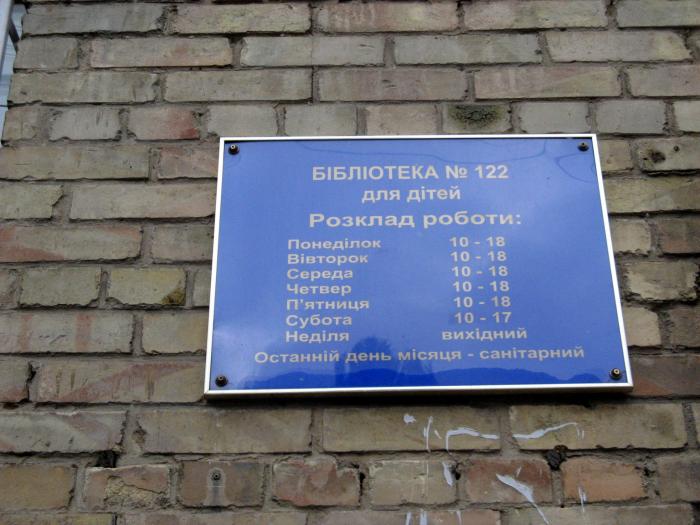 БІБЛІОТЕКА № 122
для дітей
Розклад роботи:
Понеділок 10 - 18
Вівторок 10 - 18
Середа 10 - 18
Четвер 10 - 18
П'ятниця 10 - 18
Субота 10 - 17
Неділя вихідний
Останній день місяця - санітарний